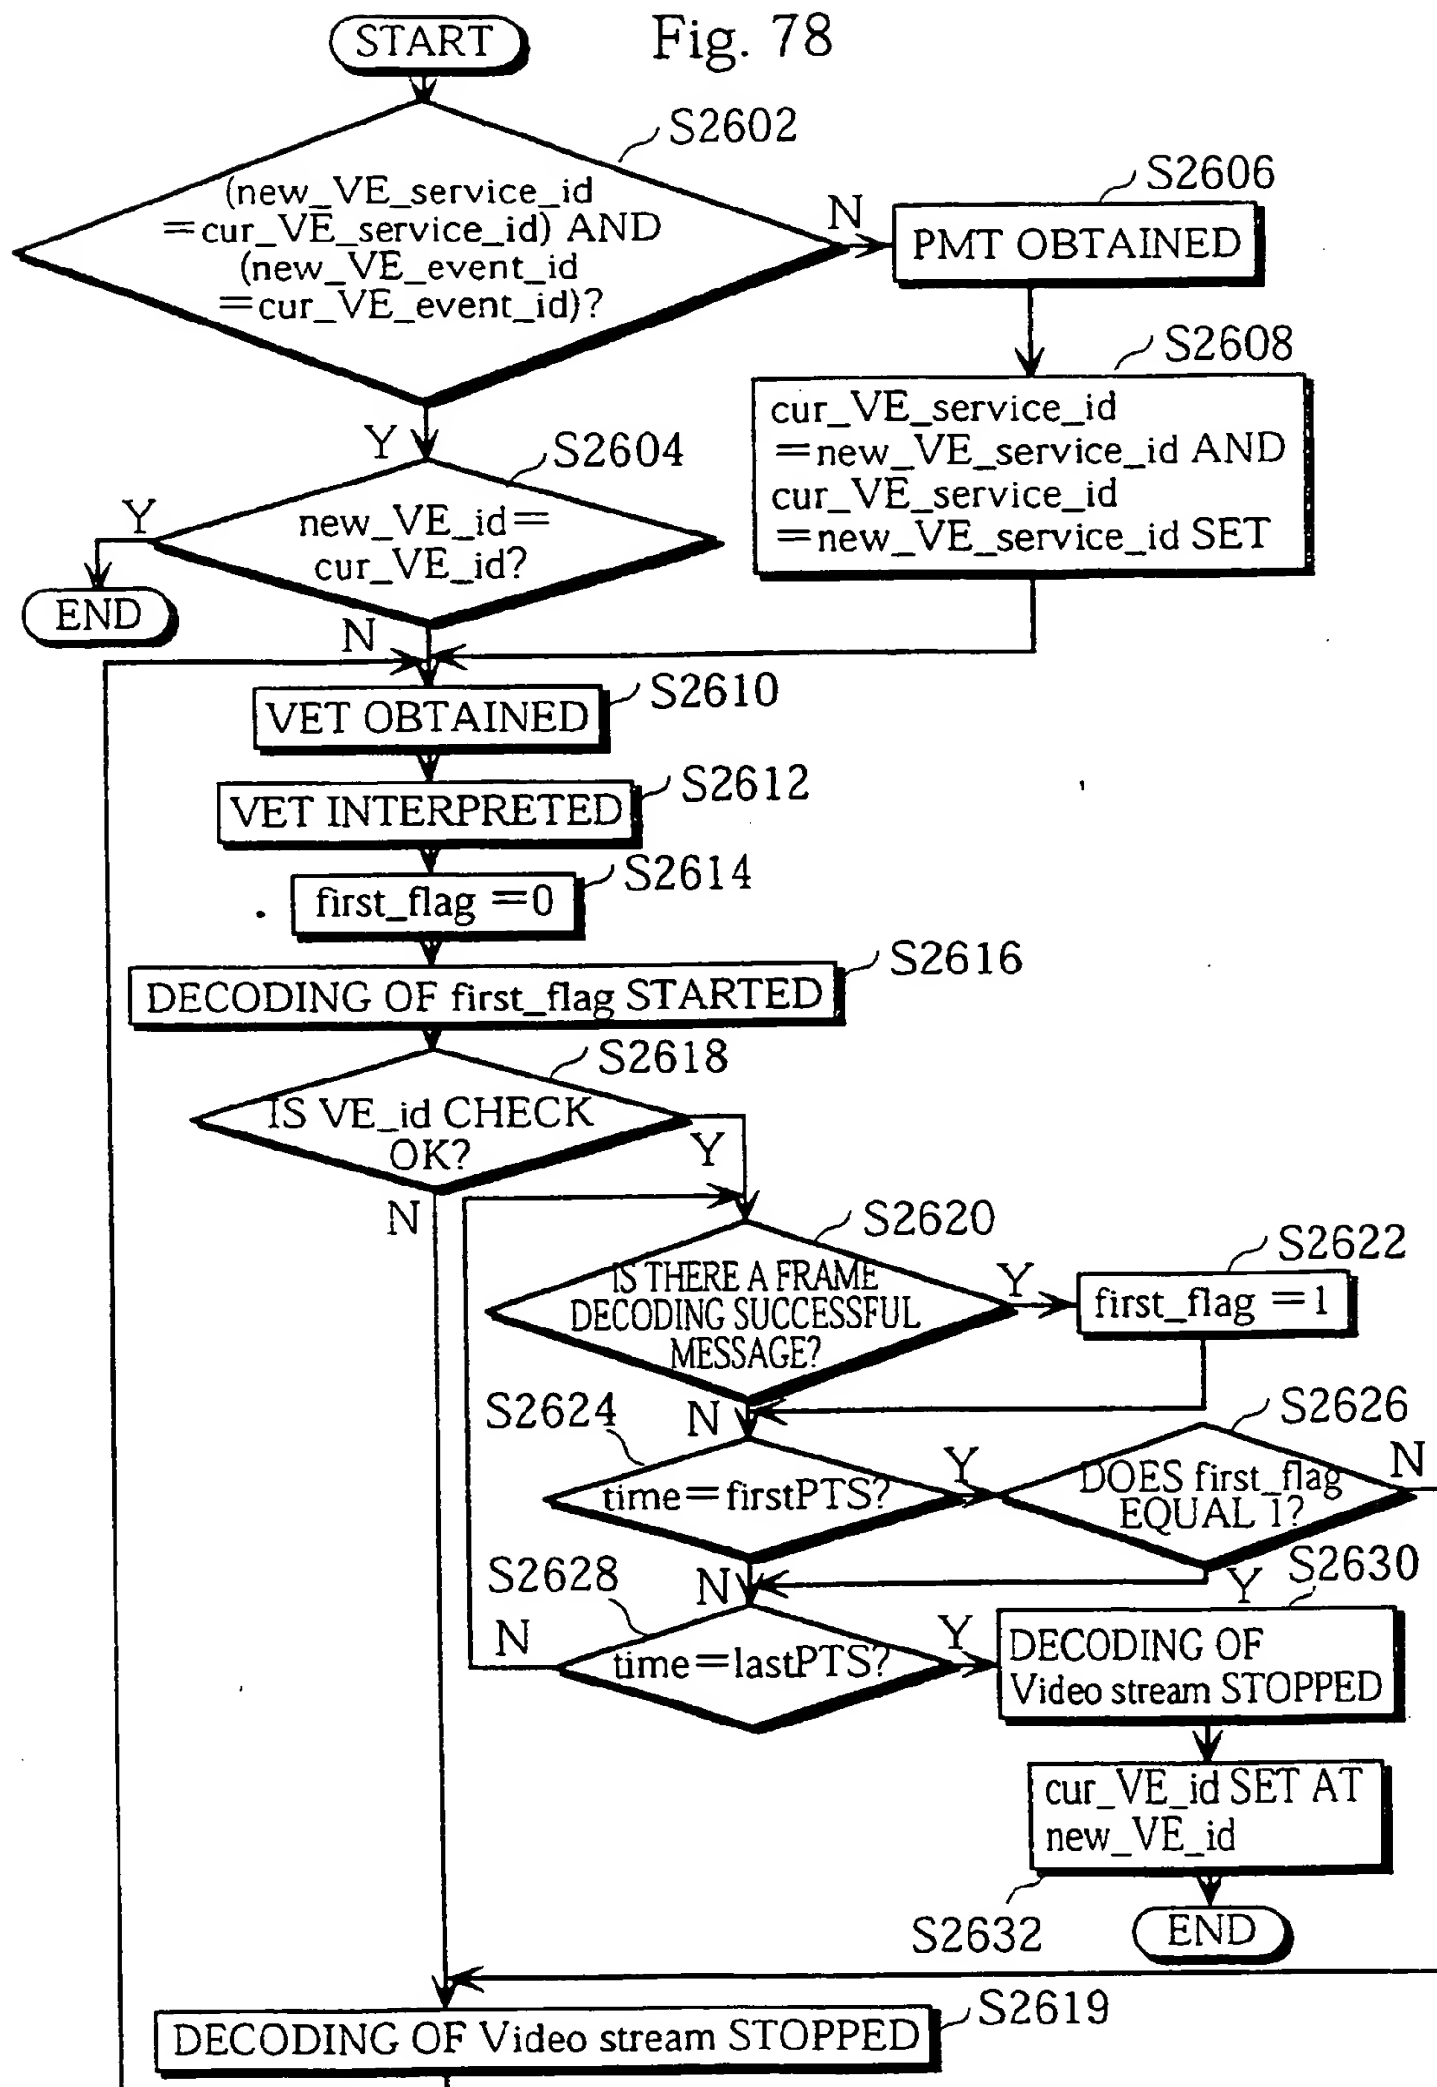 START
Fig. 78
S2602
(new_VE_service_id
=cur_VE_service_id) AND
(new_VE_event_id
=cur_VE_event_id)?
N
S2606
PMT OBTAINED
S2608
cur_VE_service_id
=new_VE_service_id AND
cur_VE_service_id
=new_VE_service_id SET
Y
S2604
new_VE_id=
cur_VE_id?
Y
END
N
S2610
VET OBTAINED
S2612
VET INTERPRETED
S2614
first_flag =0
S2616
DECODING OF first_flag STARTED
S2618
IS VE_id CHECK
OK?
Y
N
S2620
IS THERE A FRAME
DECODING SUCCESSFUL
MESSAGE?
Y
S2622
first_flag =1
N
S2624
time=firstPTS?
Y
S2626
DOES first_flag
EQUAL 1?
N
Y
N
S2628
time=lastPTS?
N
Y
S2630
DECODING OF
Video stream STOPPED
cur_VE_id SET AT
new_VE_id
S2632
END
S2619
DECODING OF Video stream STOPPED